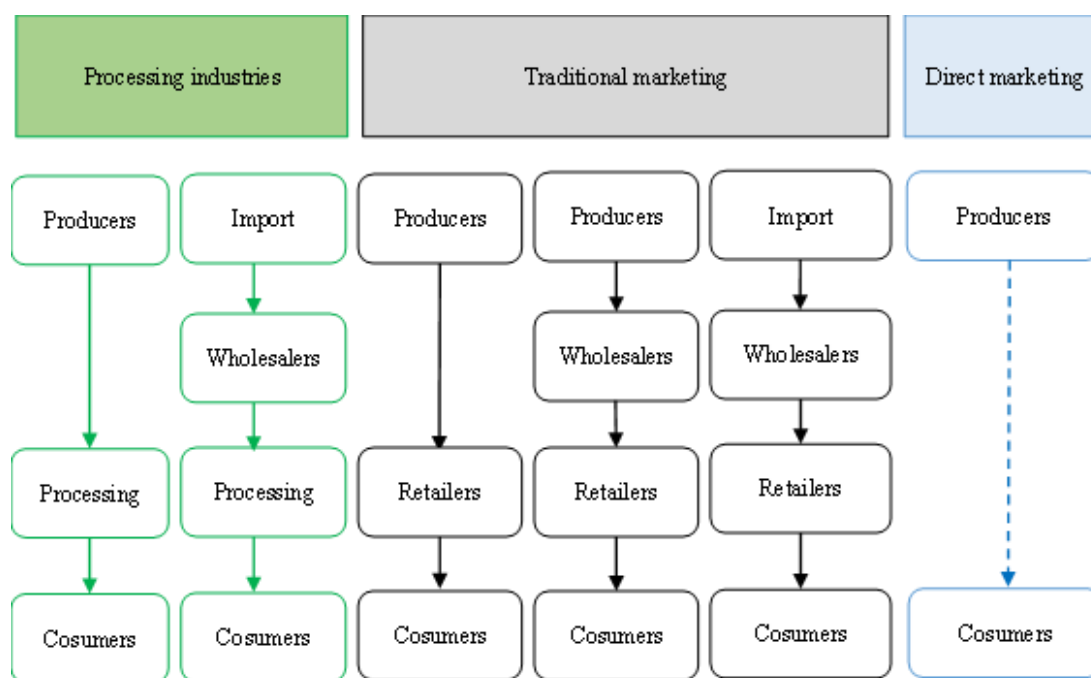 Processing industries
Traditional marketing
Direct marketing
Producers
Import
Producers
Producers
Import
Producers
Wholesalers
Wholesalers
Wholesalers
Processing
Processing
Retailers
Retailers
Retailers
Cosumers
Cosumers
Cosumers
Cosumers
Cosumers
Cosumers